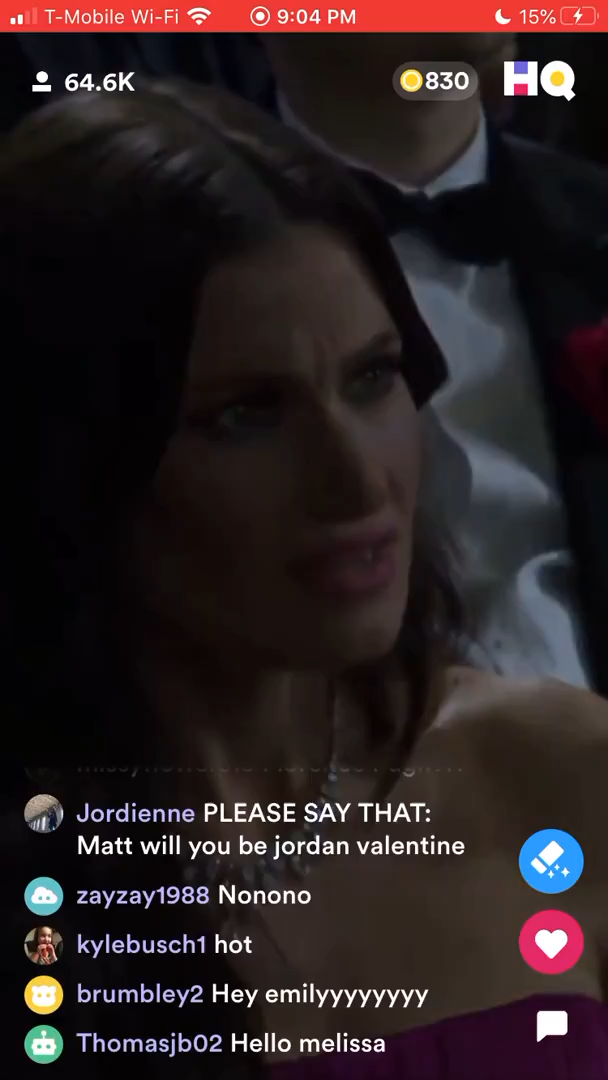 T-Mobile Wi-Fi 9:04 PM 15%
64.6K 830 HQ
Jordienne PLEASE SAY THAT:
Matt will you be jordan valentine
zayzay1988 Nonono
kylebusch1 hot
brumbley2 Hey emilyyyyyyyy
Thomasjb02 Hello melissa